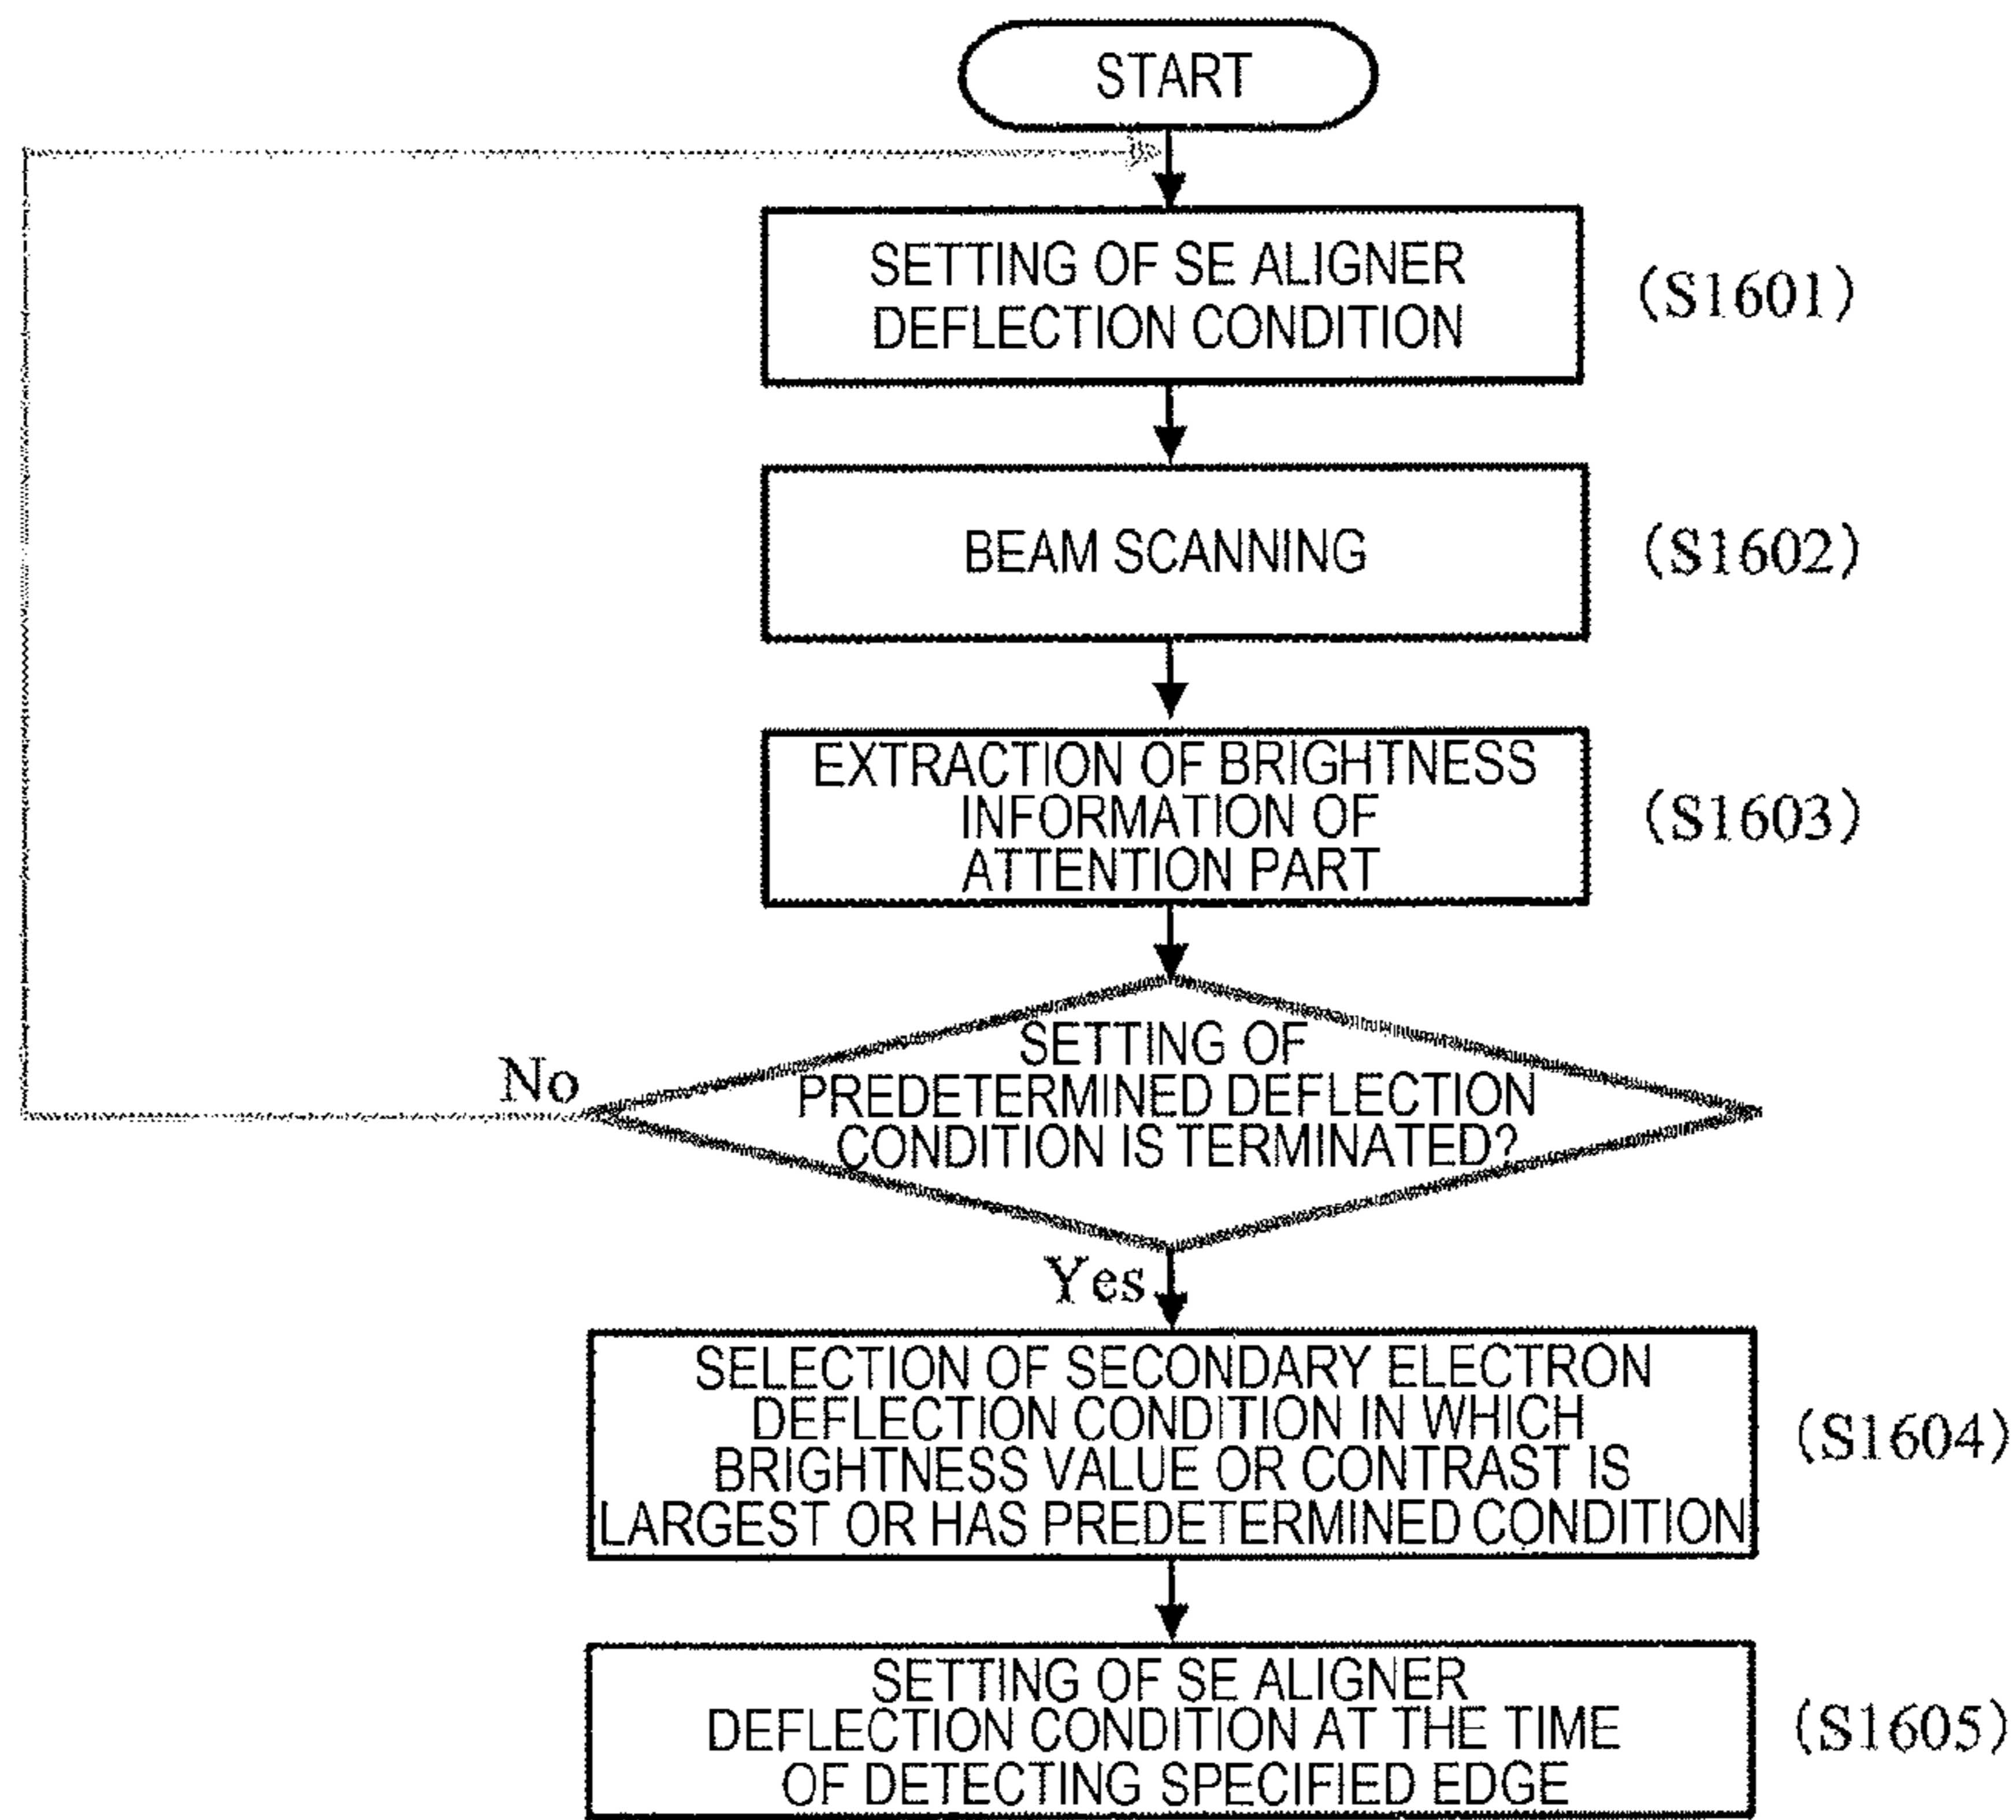 START
SETTING OF SE ALIGNER
DEFLECTION CONDITION
(S1601)
BEAM SCANNING
(S1602)
EXTRACTION OF BRIGHTNESS
INFORMATION OF
ATTENTION PART
(S1603)
SETTING OF
PREDETERMINED DEFLECTION
CONDITION IS TERMINATED?
No
Yes
SELECTION OF SECONDARY ELECTRON
DEFLECTION CONDITION IN WHICH
BRIGHTNESS VALUE OR CONTRAST IS
LARGEST OR HAS PREDETERMINED CONDITION
(S1604)
SETTING OF SE ALIGNER
DEFLECTION CONDITION AT THE TIME
OF DETECTING SPECIFIED EDGE
(S1605)